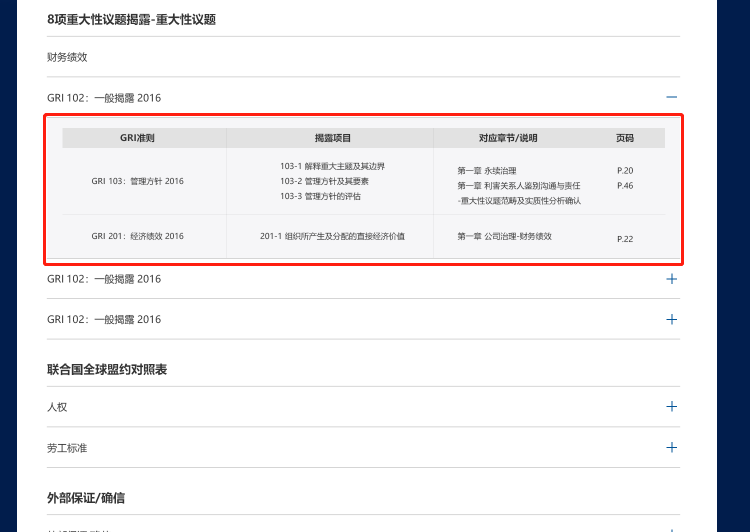 8项重大性议题揭露-重大性议题
财务绩效
GRI 102：一般揭露 2016
GRI准则 揭露项目 对应章节/说明 页码
GRI 103：管理方针 2016
103-1 解释重大主题及其边界
103-2 管理方针及其要素
103-3 管理方针的评估
第一章 永续治理
第一章 利害关系人鉴别沟通与责任
-重大性议题范畴及实质性分析确认
P.20
P.46
GRI 201：经济绩效 2016
201-1 组织所产生及分配的直接经济价值
第一章 公司治理-财务绩效
P.22
GRI 102：一般揭露 2016
GRI 102：一般揭露 2016
联合国全球盟约对照表
人权
劳工标准
外部保证/确信